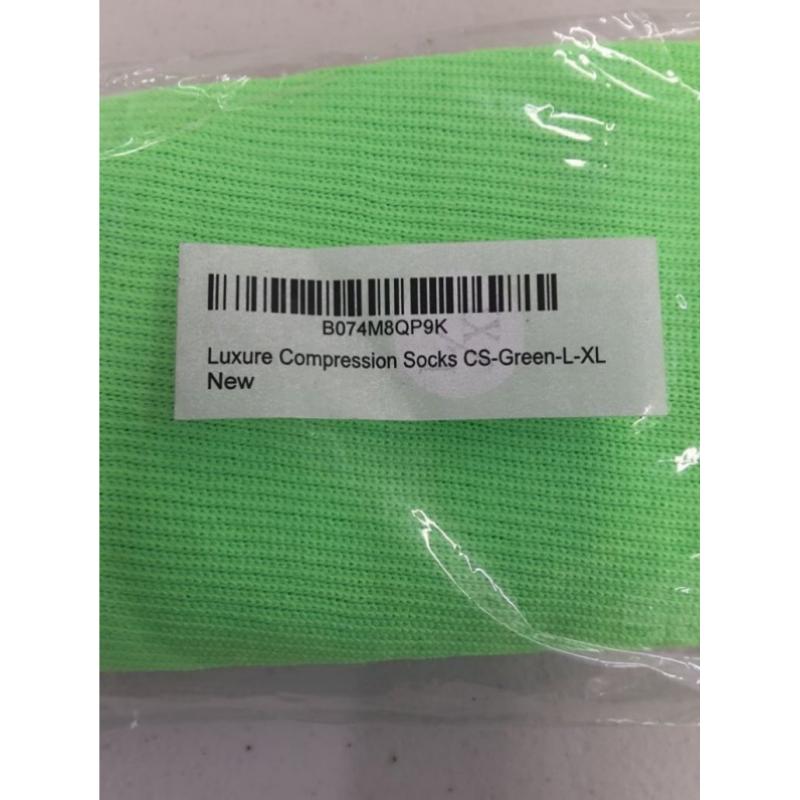 B074M8QP9K
Luxure Compression Socks CS-Green-L-XL
New